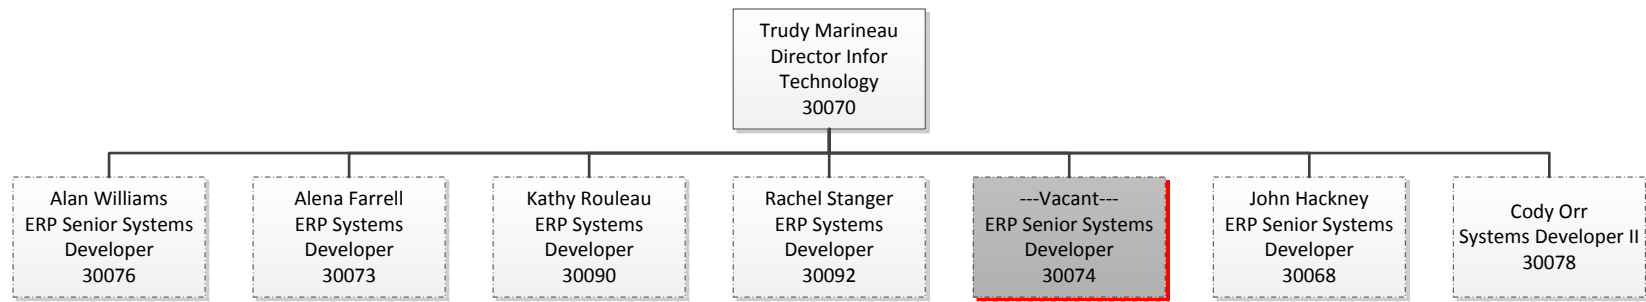 Trudy Marineau
Director Infor
Technology
30070
Alan Williams
ERP Senior Systems
Developer
30076
Alena Farrell
ERP Systems
Developer
30073
Kathy Rouleau
ERP Systems
Developer
30090
Rachel Stanger
ERP Systems
Developer
30092
---Vacant---
ERP Senior Systems
Developer
30074
John Hackney
ERP Senior Systems
Developer
30068
Cody Orr
Systems Developer II
30078